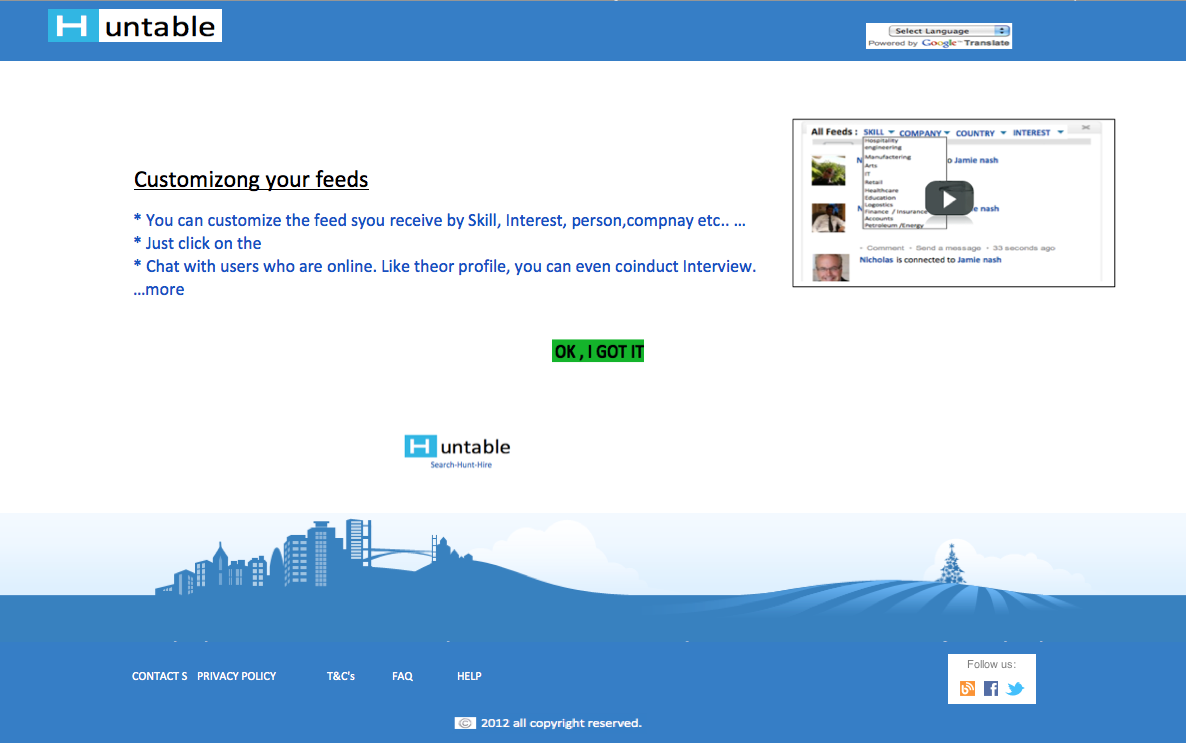 H untable
Select Language
Powered by Google™ Translate
All Feeds : SKILL COMPANY COUNTRY INTEREST
Hospitality
engineering
Manufactering
Arts
IT
Retail
Healthcare
Education
Logestics
Finance / Insurance
Accounts
Petroleum /Energy
N o Jamie nash
N nash
· Comment · Send a message · 33 seconds ago
Nicholas is connected to Jamie nash
Customizong your feeds
* You can customize the feed syou receive by Skill, Interest, person,compnay etc.. ...
* Just click on the
* Chat with users who are online. Like theor profile, you can even coinduct Interview.
...more
OK , I GOT IT
H untable
Search-Hunt-Hire
CONTACT S PRIVACY POLICY T&C's FAQ HELP
Follow us:
© 2012 all copyright reserved.